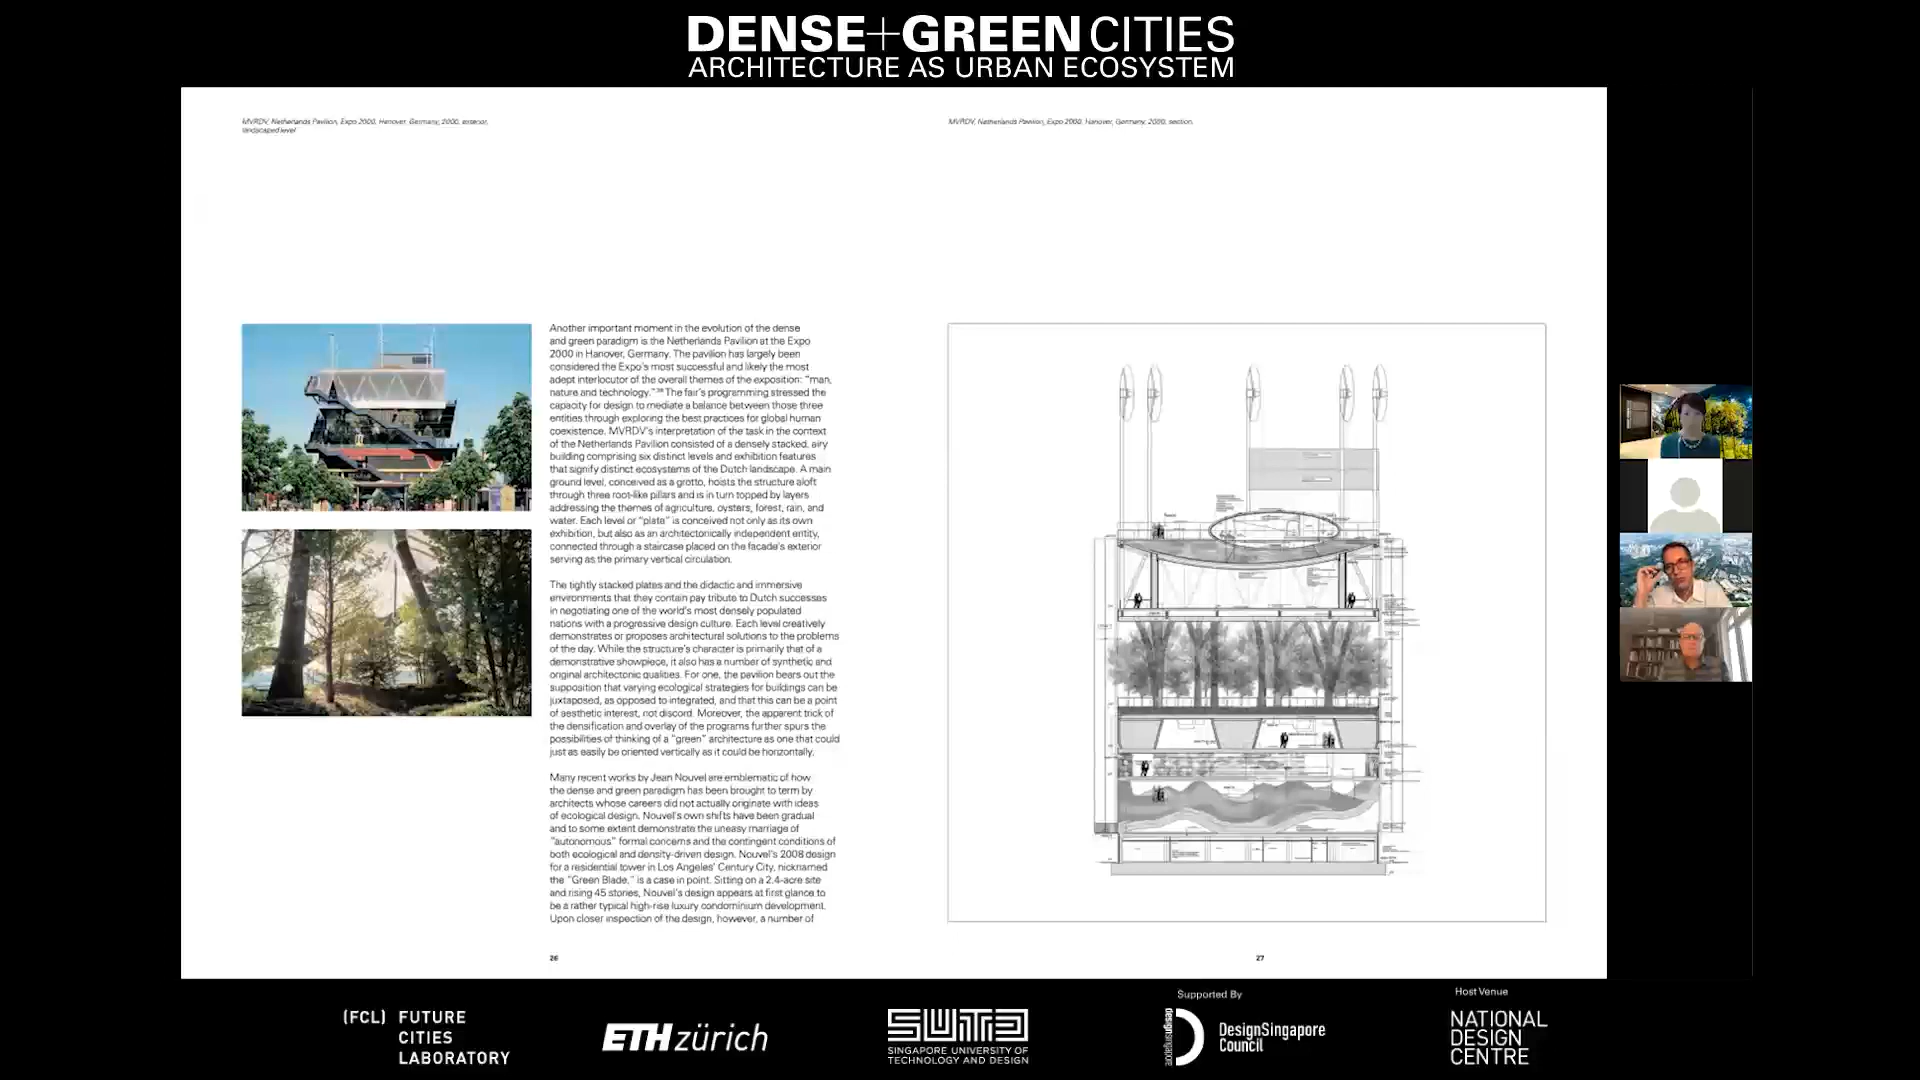 DENSE+GREEN CITIES
ARCHITECTURE AS URBAN ECOSYSTEM
MVRDV, Netherlands Pavilion, Expo 2000, Hanover, Germany, 2000, exterior,
landscaped level
MVRDV, Netherlands Pavilion, Expo 2000, Hanover, Germany, 2000, section.
Another important moment in the evolution of the dense
and green paradigm is the Netherlands Pavilion at the Expo
2000 in Hanover, Germany. The pavilion has largely been
considered the Expo's most successful and likely the most
adept interlocutor of the overall themes of the exposition: "man,
nature and technology." The fair's programming stressed the
capacity for design to mediate a balance between those three
entities through exploring the best practices for global human
coexistence. MVRDV's interpretation of the task in the context
of the Netherlands Pavilion consisted of a densely stacked, airy
building comprising six distinct levels and exhibition features
that signify distinct ecosystems of the Dutch landscape. A main
ground level, conceived as a grotto, hoists the structure aloft
through three root-like pillars and is in turn topped by layers
addressing the themes of agriculture, oysters, forest, rain, and
water. Each level or "plate" is conceived not only as its own
exhibition, but also as an architectonically independent entity,
connected through a staircase placed on the facade's exterior
serving as the primary vertical circulation.
The tightly stacked plates and the didactic and immersive
environments that they contain pay tribute to Dutch successes
in negotiating one of the world's most densely populated
nations with a progressive design culture. Each level creatively
demonstrates or proposes architectural solutions to the problems
of the day. While the structure's character is primarily that of a
demonstrative showpiece, it also has a number of synthetic and
original architectonic qualities. For one, the pavilion bears out the
supposition that varying ecological strategies for buildings can be
juxtaposed, as opposed to integrated, and that this can be a point
of aesthetic interest, not discord. Moreover, the apparent trick of
the densification and overlay of the programs further spurs the
possibilities of thinking of a "green" architecture as one that could
just as easily be oriented vertically as it could be horizontally.
Many recent works by Jean Nouvel are emblematic of how
the dense and green paradigm has been brought to term by
architects whose careers did not actually originate with ideas
of ecological design. Nouvel's own shifts have been gradual
and to some extent demonstrate the uneasy marriage of
"autonomous" formal concerns and the contingent conditions of
both ecological and density-driven design. Nouvel's 2008 design
for a residential tower in Los Angeles' Century City, nicknamed
the "Green Blade," is a case in point. Sitting on a 2.4-acre site
and rising 45 stories, Nouvel's design appears at first glance to
be a rather typical high-rise luxury condominium development.
Upon closer inspection of the design, however, a number of
26
27
(FCL) FUTURE
CITIES
LABORATORY
ETH zürich
SUTD
SINGAPORE UNIVERSITY OF
TECHNOLOGY AND DESIGN
Supported By
designsingapore
DesignSingapore
Council
Host Venue
NATIONAL
DESIGN
CENTRE